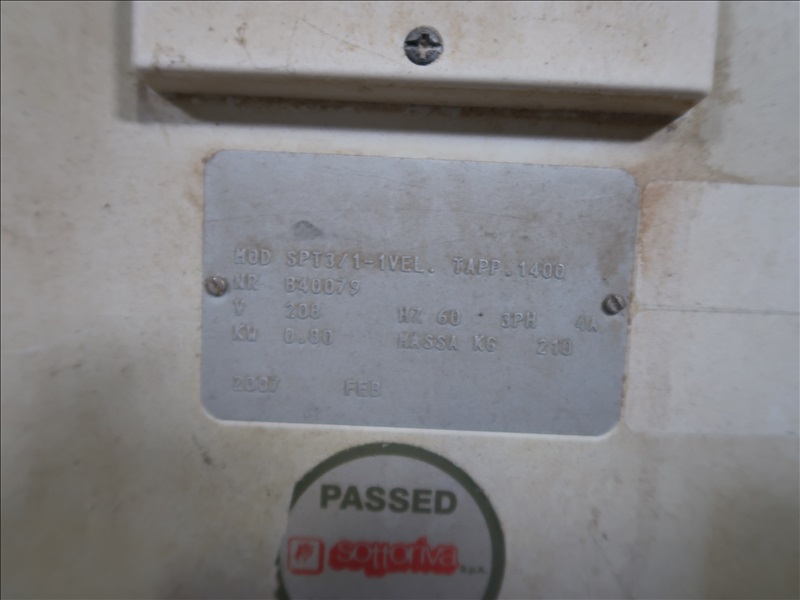 MOD SPT3/1-1VEL. TAPP.1400
NR B40079
V 208 HZ 60 3PH 4A
KW 0.80 MASSA KG 210
2007 FEB
PASSED
sottoriva
S.p.A.